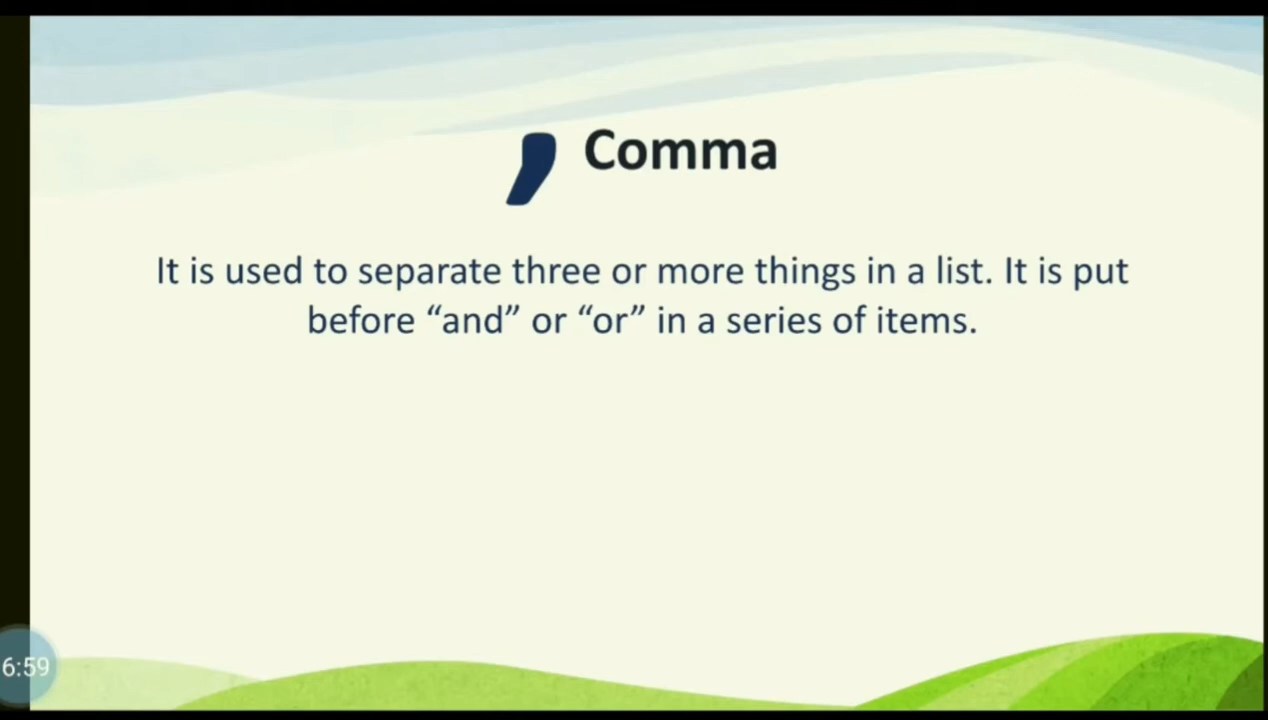 , Comma
It is used to separate three or more things in a list. It is put
before “and” or “or” in a series of items.
6:59